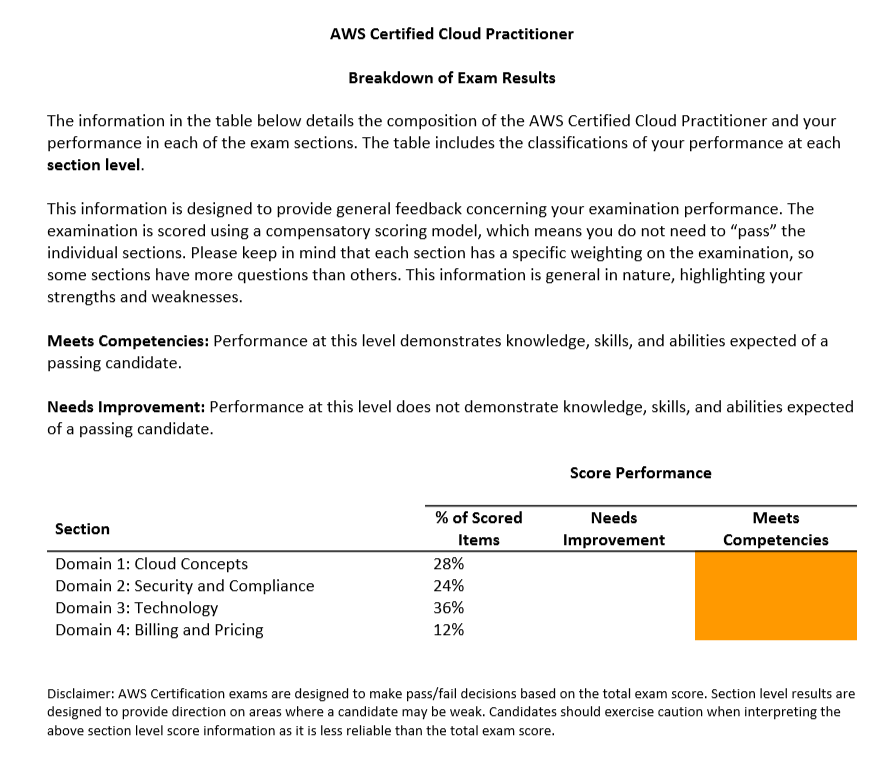 AWS Certified Cloud Practitioner
Breakdown of Exam Results
The information in the table below details the composition of the AWS Certified Cloud Practitioner and your
performance in each of the exam sections. The table includes the classifications of your performance at each
section level.
This information is designed to provide general feedback concerning your examination performance. The
examination is scored using a compensatory scoring model, which means you do not need to “pass” the
individual sections. Please keep in mind that each section has a specific weighting on the examination, so
some sections have more questions than others. This information is general in nature, highlighting your
strengths and weaknesses.
Meets Competencies: Performance at this level demonstrates knowledge, skills, and abilities expected of a
passing candidate.
Needs Improvement: Performance at this level does not demonstrate knowledge, skills, and abilities expected
of a passing candidate.
Score Performance
Section % of Scored Items Needs Improvement Meets Competencies
Domain 1: Cloud Concepts 28%
Domain 2: Security and Compliance 24%
Domain 3: Technology 36%
Domain 4: Billing and Pricing 12%
Disclaimer: AWS Certification exams are designed to make pass/fail decisions based on the total exam score. Section level results are
designed to provide direction on areas where a candidate may be weak. Candidates should exercise caution when interpreting the
above section level score information as it is less reliable than the total exam score.